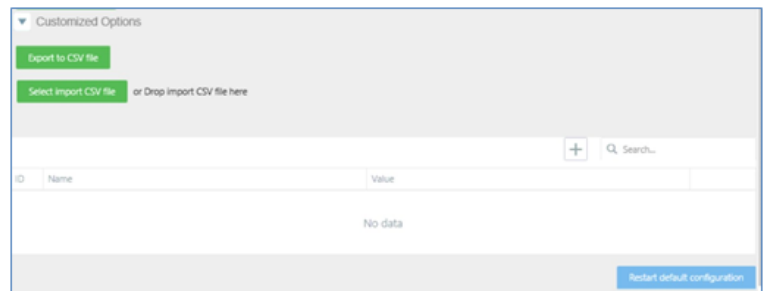 Customized Options
Export to CSV file
Select import CSV file or Drop import CSV file here
Search...
ID Name Value
No data
Restart default configuration